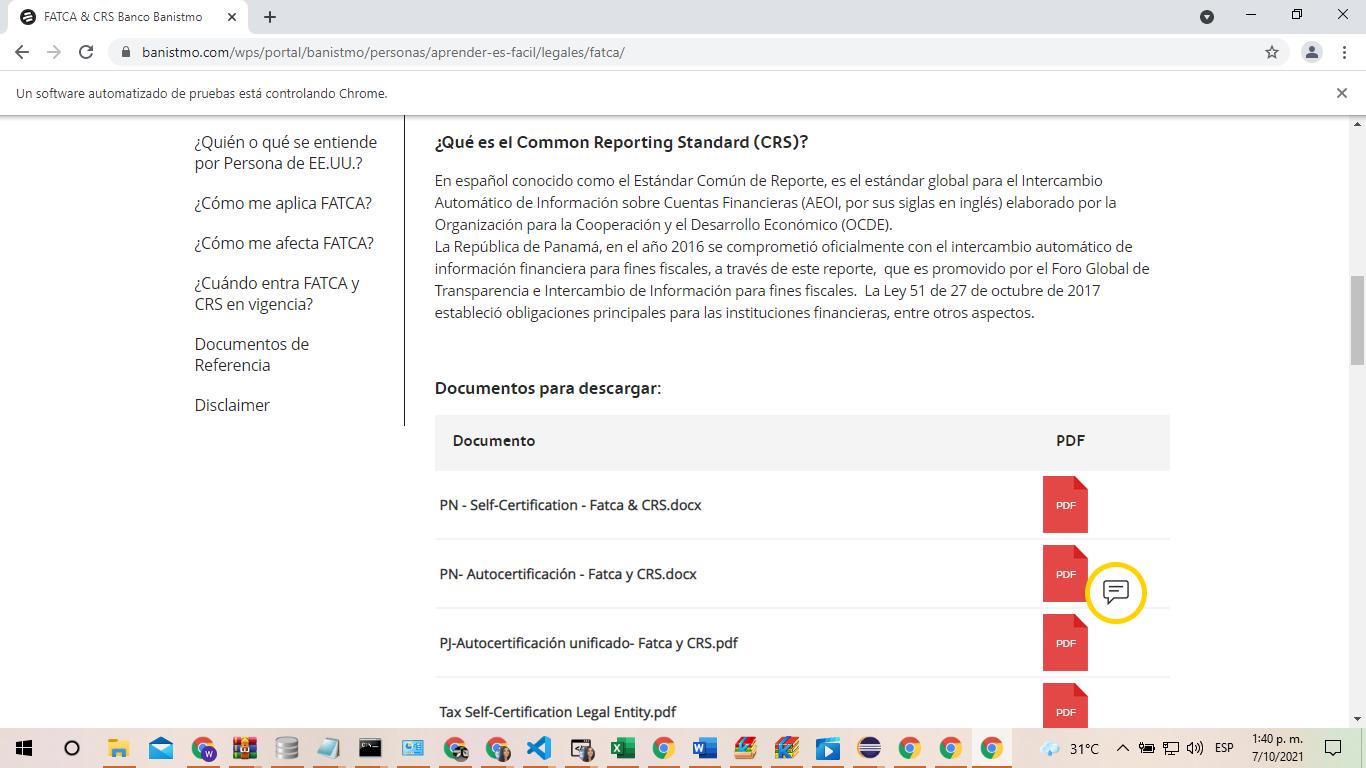 FATCA & CRS Banco Banistmo
banistmo.com/wps/portal/banistmo/personas/aprender-es-facil/legales/fatca/
Un software automatizado de pruebas está controlando Chrome.
¿Quién o qué se entiende
por Persona de EE.UU.?
¿Cómo me aplica FATCA?
¿Cómo me afecta FATCA?
¿Cuándo entra FATCA y
CRS en vigencia?
Documentos de
Referencia
Disclaimer
¿Qué es el Common Reporting Standard (CRS)?
En español conocido como el Estándar Común de Reporte, es el estándar global para el Intercambio
Automático de Información sobre Cuentas Financieras (AEOI, por sus siglas en inglés) elaborado por la
Organización para la Cooperación y el Desarrollo Económico (OCDE).
La República de Panamá, en el año 2016 se comprometió oficialmente con el intercambio automático de
información financiera para fines fiscales, a través de este reporte,  que es promovido por el Foro Global de
Transparencia e Intercambio de Información para fines fiscales.  La Ley 51 de 27 de octubre de 2017
estableció obligaciones principales para las instituciones financieras, entre otros aspectos.
Documentos para descargar:
Documento PDF
PN - Self-Certification - Fatca & CRS.docx PDF
PN- Autocertificación - Fatca y CRS.docx PDF
PJ-Autocertificación unificado- Fatca y CRS.pdf PDF
Tax Self-Certification Legal Entity.pdf PDF
31°C ESP 1:40 p. m.
7/10/2021